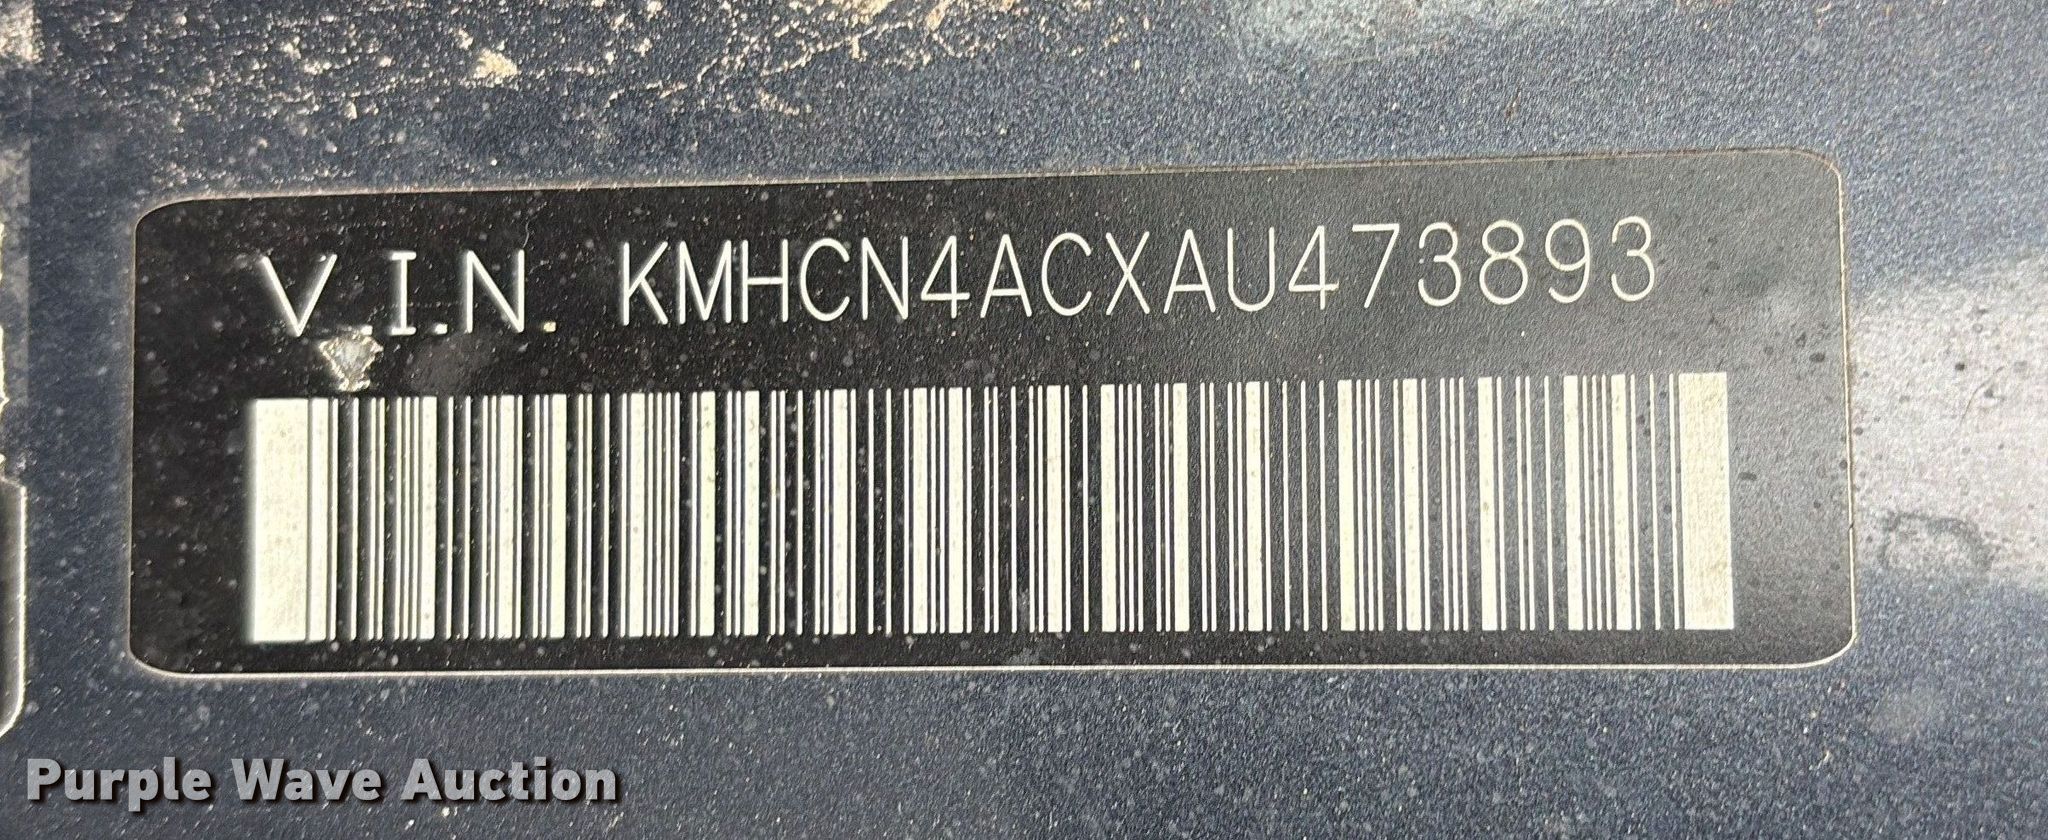 V.I.N. KMHCN4ACXAU473893
Purple Wave Auction